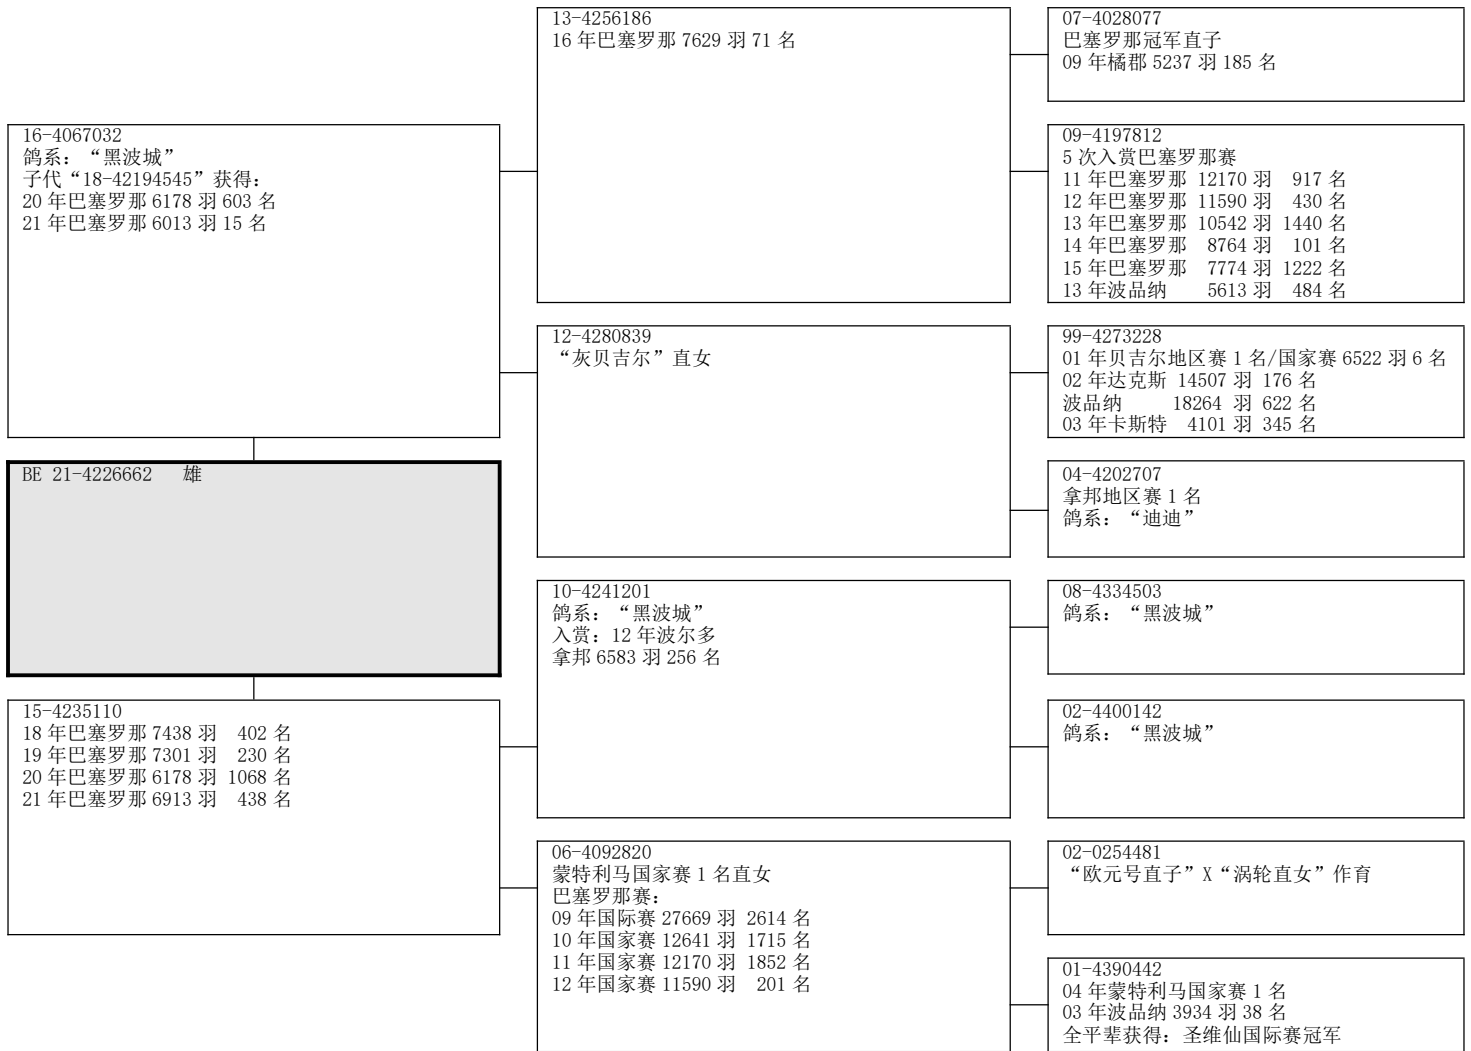 13-4256186
16 年巴塞罗那 7629 羽 71 名
07-4028077
巴塞罗那冠军直子
09 年橘郡 5237 羽 185 名
16-4067032
鸽系：“黑波城”
子代“18-42194545”获得：
20 年巴塞罗那 6178 羽 603 名
21 年巴塞罗那 6013 羽 15 名
09-4197812
5 次入赏巴塞罗那赛
11 年巴塞罗那 12170 羽 917 名
12 年巴塞罗那 11590 羽 430 名
13 年巴塞罗那 10542 羽 1440 名
14 年巴塞罗那 8764 羽 101 名
15 年巴塞罗那 7774 羽 1222 名
13 年波品纳 5613 羽 484 名
12-4280839
“灰贝吉尔”直女
99-4273228
01 年贝吉尔地区赛 1 名/国家赛 6522 羽 6 名
02 年达克斯 14507 羽 176 名
波品纳 18264 羽 622 名
03 年卡斯特 4101 羽 345 名
BE 21-4226662 雄
04-4202707
拿邦地区赛 1 名
鸽系：“迪迪”
10-4241201
鸽系：“黑波城”
入赏：12 年波尔多
拿邦 6583 羽 256 名
08-4334503
鸽系：“黑波城”
15-4235110
18 年巴塞罗那 7438 羽 402 名
19 年巴塞罗那 7301 羽 230 名
20 年巴塞罗那 6178 羽 1068 名
21 年巴塞罗那 6913 羽 438 名
02-4400142
鸽系：“黑波城”
06-4092820
蒙特利马国家赛 1 名直女
巴塞罗那赛：
09 年国际赛 27669 羽 2614 名
10 年国家赛 12641 羽 1715 名
11 年国家赛 12170 羽 1852 名
12 年国家赛 11590 羽 201 名
02-0254481
“欧元号直子”X“涡轮直女”作育
01-4390442
04 年蒙特利马国家赛 1 名
03 年波品纳 3934 羽 38 名
全平辈获得：圣维仙国际赛冠军